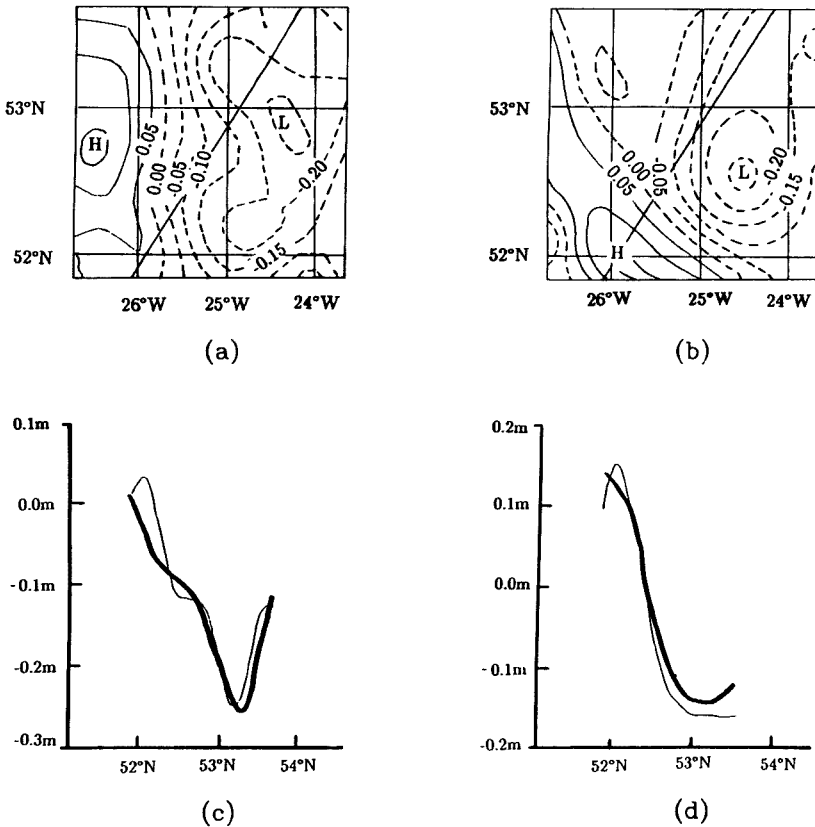 53°N
52°N
H
L
0.05
0.00
-0.05
-0.10
-0.20
-0.15
26°W 25°W 24°W
(a)
53°N
52°N
H
L
0.00
0.05
0.05
-0.20
-0.15
26°W 25°W 24°W
(b)
0.1m
0.0m
-0.1m
-0.2m
-0.3m
52°N 53°N 54°N
(c)
0.2m
0.1m
0.0m
-0.1m
-0.2m
52°N 53°N 54°N
(d)